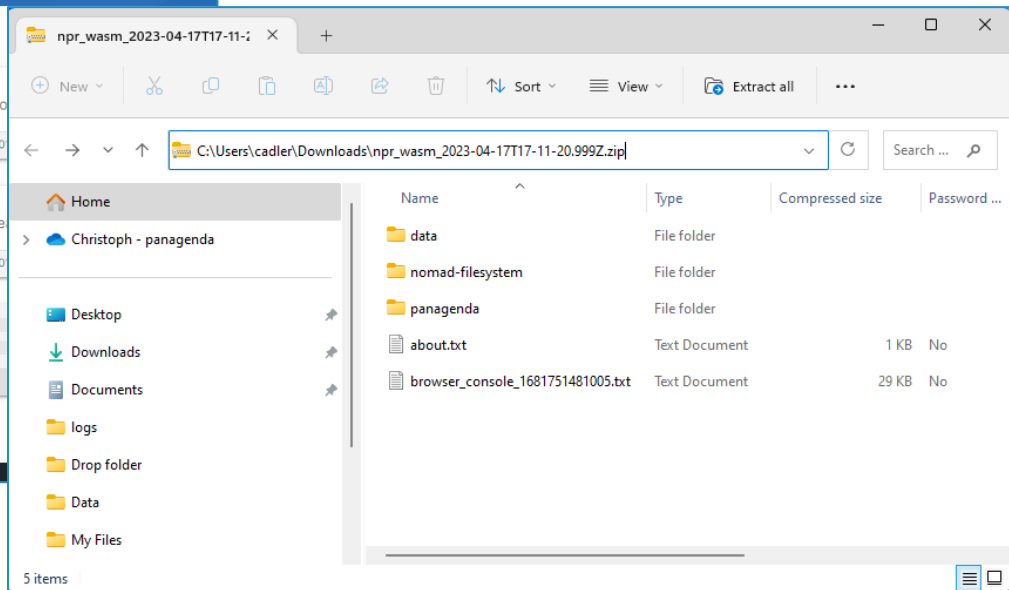 npr_wasm_2023-04-17T17-11-2
New
Sort
View
Extract all
C:\Users\cadler\Downloads\npr_wasm_2023-04-17T17-11-20.999Z.zip
Search ...
Home
Christoph - panagenda
Desktop
Downloads
Documents
logs
Drop folder
Data
My Files
Name Type Compressed size Password ...
data File folder
nomad-filesystem File folder
panagenda File folder
about.txt Text Document 1 KB No
browser_console_1681751481005.txt Text Document 29 KB No
5 items